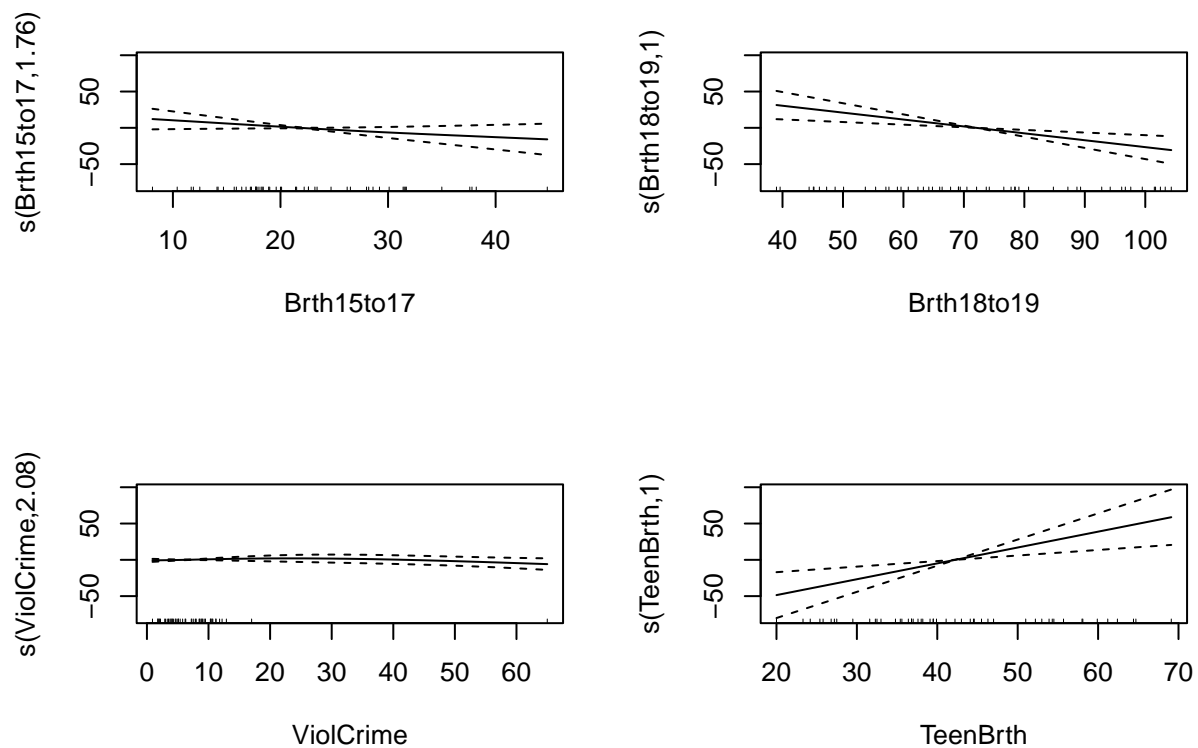 s(Brth15to17,1.76)
50
−50
10 20 30 40
Brth15to17
s(Brth18to19,1)
50
−50
40 50 60 70 80 90 100
Brth18to19
s(ViolCrime,2.08)
50
−50
0 10 20 30 40 50 60
ViolCrime
s(TeenBrth,1)
50
−50
20 30 40 50 60 70
TeenBrth